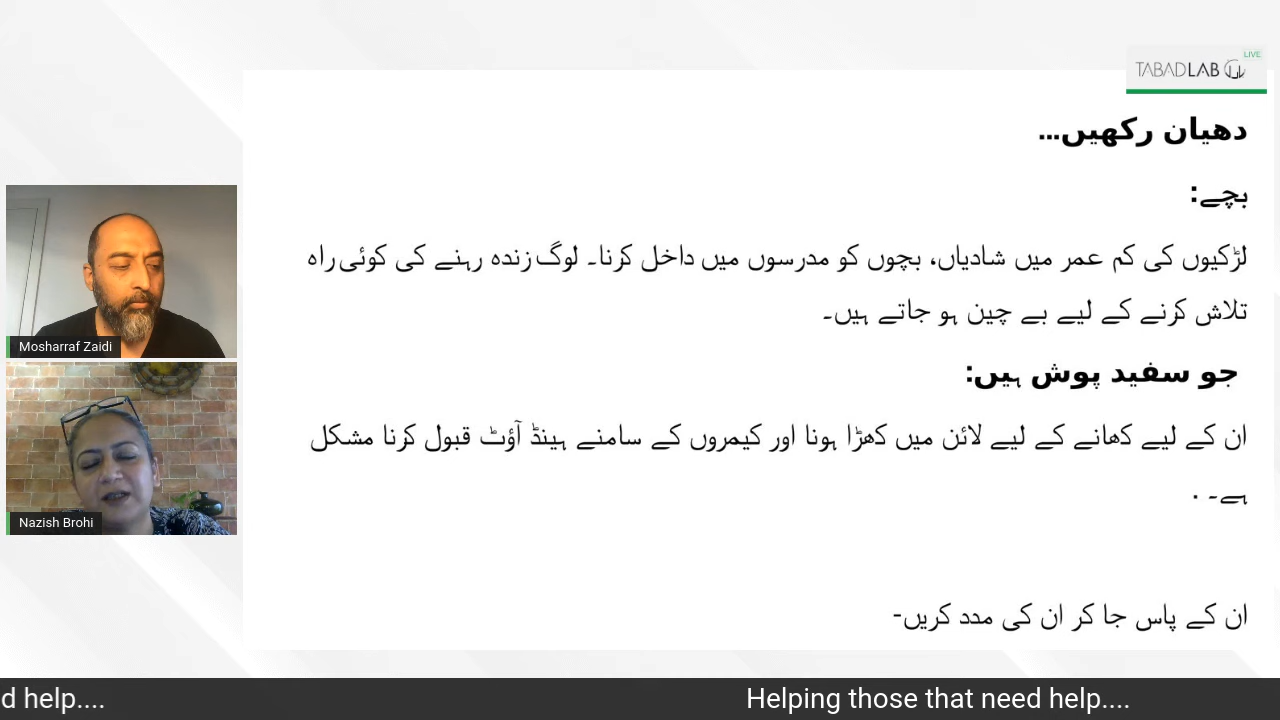 LIVE
TABADLAB
دھیان رکھیں...
بچے:
لڑکیوں کی کم عمر میں شادیاں، بچوں کو مدرسوں میں داخل کرنا۔ لوگ زندہ رہنے کی کوئی راہ
تلاش کرنے کے لیے بے چین ہو جاتے ہیں۔
جو سفید پوش ہیں:
ان کے لیے کھانے کے لیے لائن میں کھڑا ہونا اور کیمروں کے سامنے ہینڈ آؤٹ قبول کرنا مشکل
ہے۔ .
ان کے پاس جا کر ان کی مدد کریں-
Mosharraf Zaidi
Nazish Brohi
d help.... Helping those that need help....